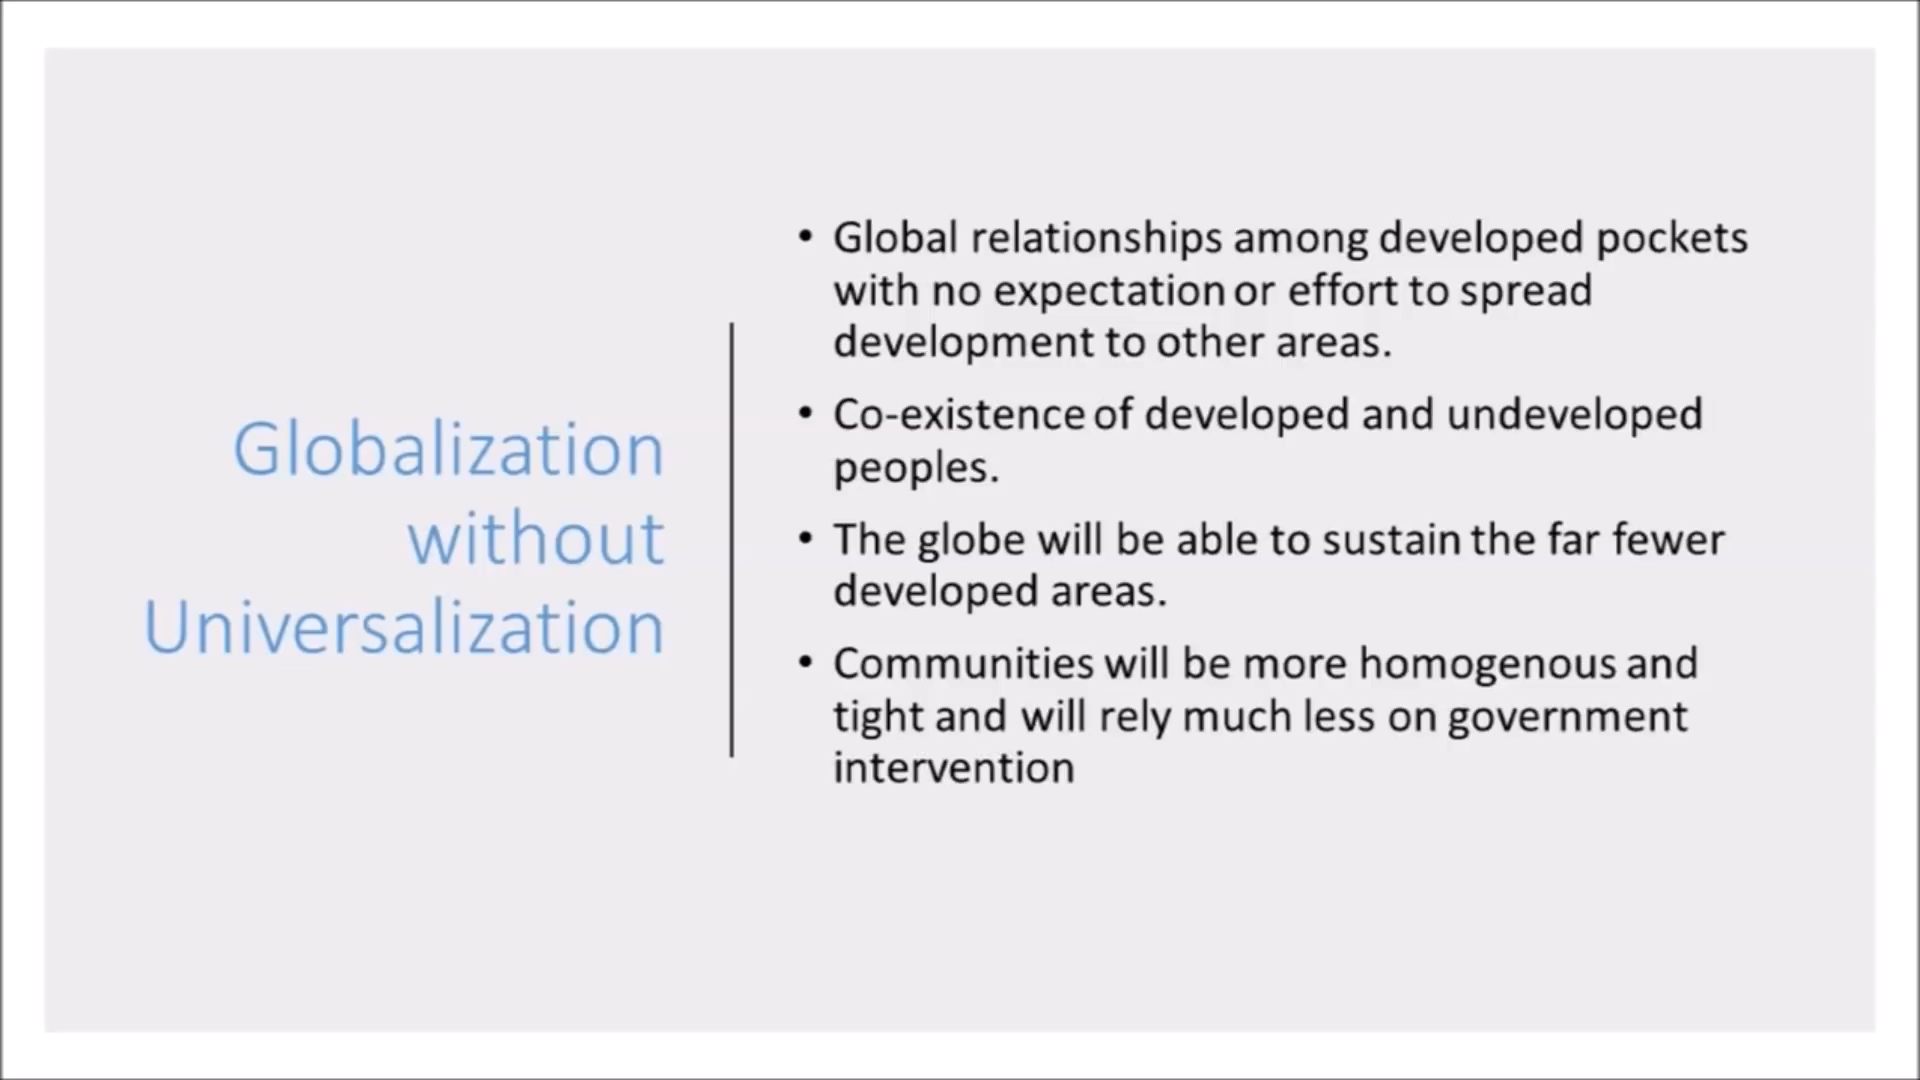 Globalization
without
Universalization
• Global relationships among developed pockets
with no expectation or effort to spread
development to other areas.
• Co-existence of developed and undeveloped
peoples.
• The globe will be able to sustain the far fewer
developed areas.
• Communities will be more homogenous and
tight and will rely much less on government
intervention